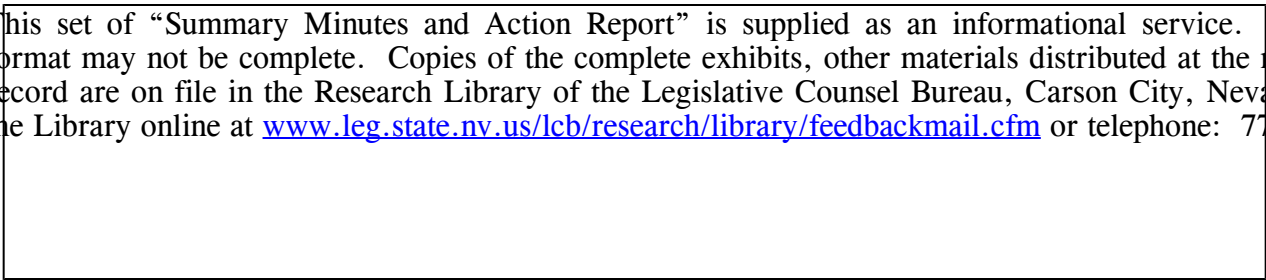 This set of “Summary Minutes and Action Report” is supplied as an informational service.
ormat may not be complete. Copies of the complete exhibits, other materials distributed at the
ecord are on file in the Research Library of the Legislative Counsel Bureau, Carson City, Neva
he Library online at www.leg.state.nv.us/lcb/research/library/feedbackmail.cfm or telephone: 77